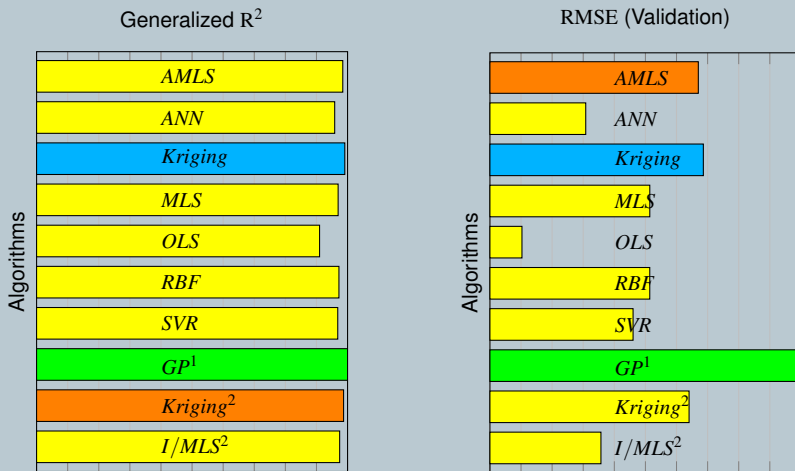 Generalized R²
Algorithms
AMLS
ANN
Kriging
MLS
OLS
RBF
SVR
GP¹
Kriging²
I/MLS²
RMSE (Validation)
Algorithms
AMLS
ANN
Kriging
MLS
OLS
RBF
SVR
GP¹
Kriging²
I/MLS²